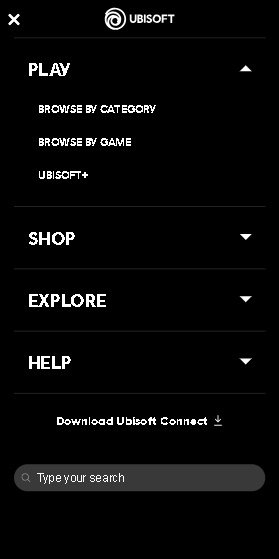 UBISOFT
PLAY
BROWSE BY CATEGORY
BROWSE BY GAME
UBISOFT+
SHOP
EXPLORE
HELP
Download Ubisoft Connect
Type your search